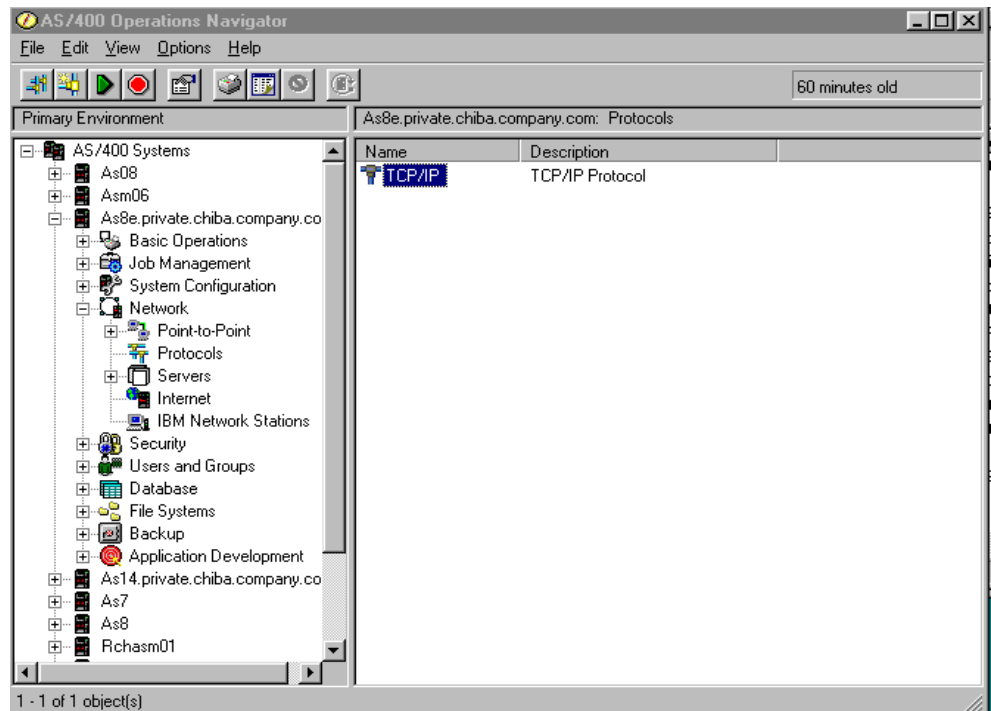 AS/400 Operations Navigator
File Edit View Options Help
60 minutes old
Primary Environment
As8e.private.chiba.company.com: Protocols
AS/400 Systems
As08
Asm06
As8e.private.chiba.company.co
Basic Operations
Job Management
System Configuration
Network
Point-to-Point
Protocols
Servers
Internet
IBM Network Stations
Security
Users and Groups
Database
File Systems
Backup
Application Development
As14.private.chiba.company.co
As7
As8
Rchasm01
Name Description
TCP/IP TCP/IP Protocol
1 - 1 of 1 object(s)